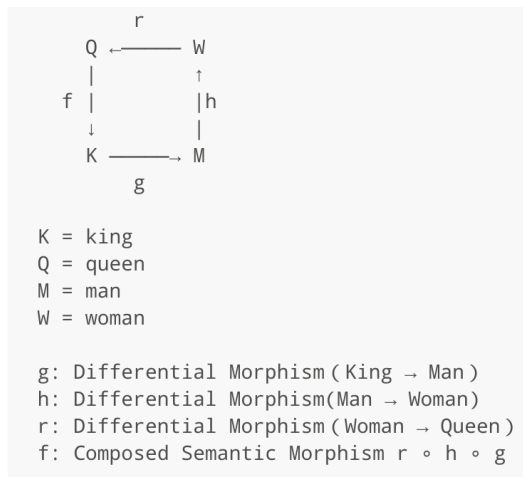 r
Q ←────── W
|         ↑
f |         |h
↓         |
K ──────→ M
g
K = king
Q = queen
M = man
W = woman
g: Differential Morphism(King → Man)
h: Differential Morphism(Man → Woman)
r: Differential Morphism(Woman → Queen)
f: Composed Semantic Morphism r ∘ h ∘ g